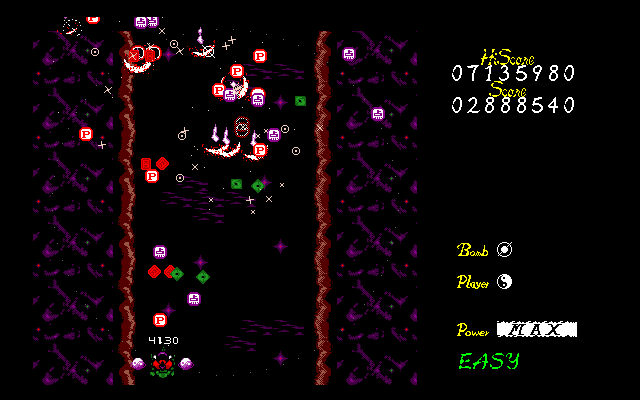 HiScore
07135980
Score
02888540
Bomb
Player
Power MAX
EASY
4130
P
P
P
P
P
P
P
P
P